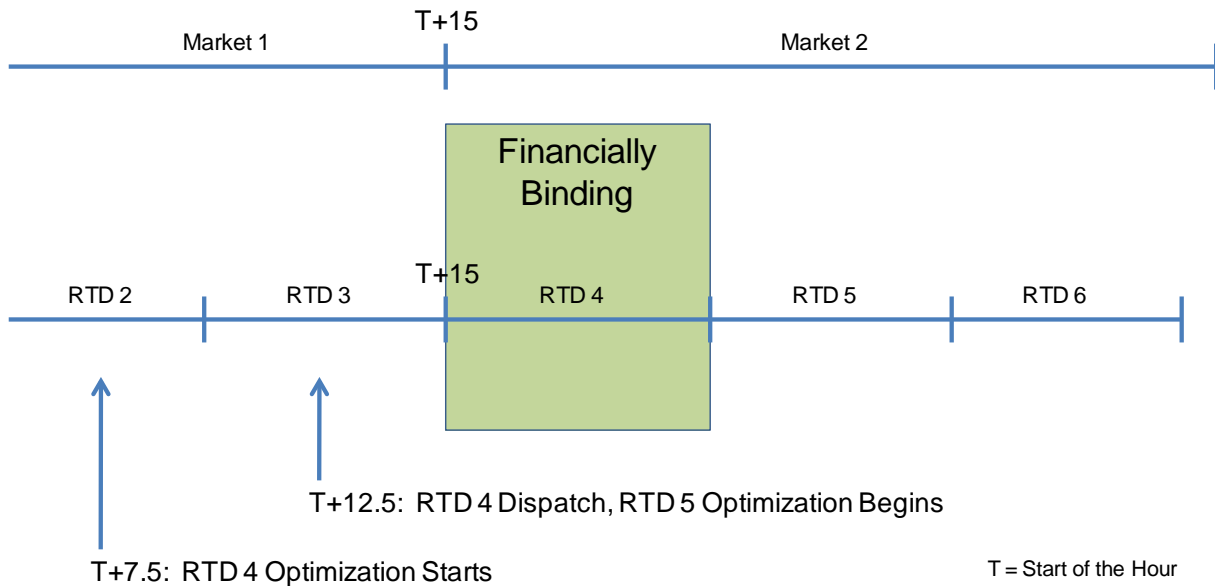 T+15
Market 1
Market 2
Financially
Binding
T+15
RTD 2
RTD 3
RTD 4
RTD 5
RTD 6
T+12.5: RTD 4 Dispatch, RTD 5 Optimization Begins
T+7.5: RTD 4 Optimization Starts
T = Start of the Hour